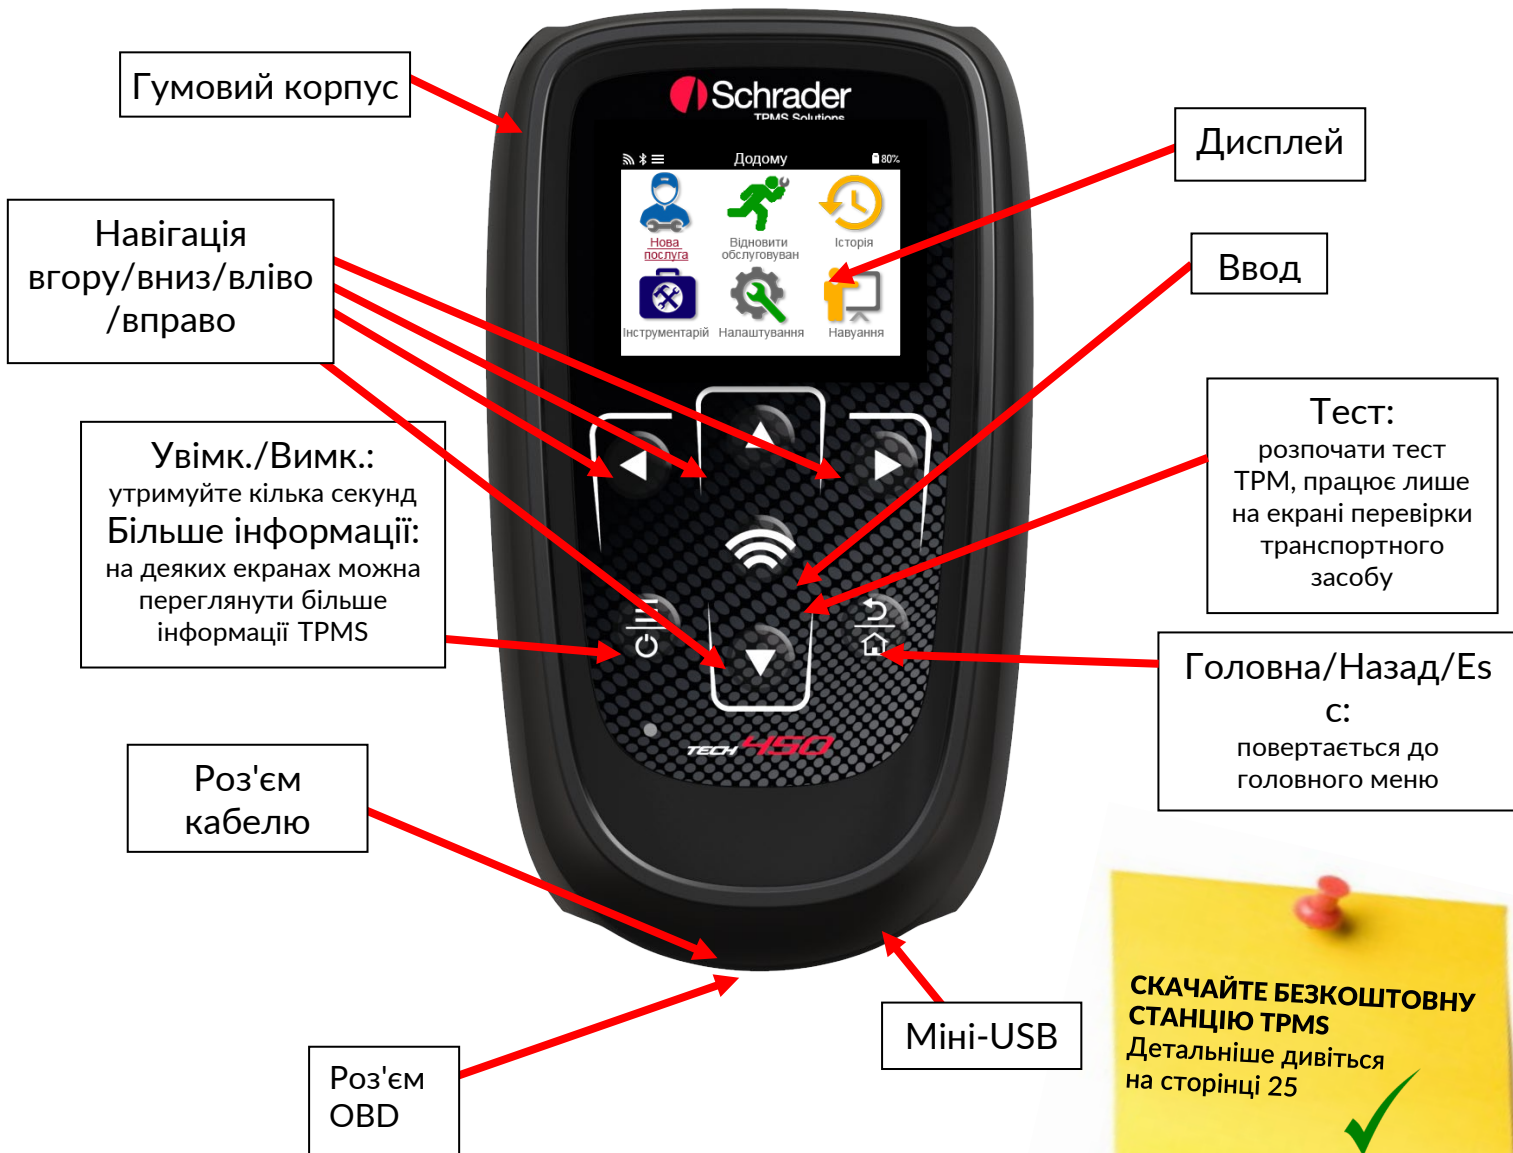 Гумовий корпус
Schrader
TPMS Solutions
Додому
80%
Нова
послуга
Відновити
обслуговуван
Історія
Інструментарій
Налаштування
Навуання
Дисплей
Навігація
вгору/вниз/вліво
/вправо
Ввод
Увімк./Вимк.:
утримуйте кілька секунд
Більше інформації:
на деяких екранах можна
переглянути більше
інформації TPMS
Тест:
розпочати тест
TPM, працює лише
на екрані перевірки
транспортного
засобу
Головна/Назад/Es
c:
повертається до
головного меню
TECH 450
Роз'єм
кабелю
Міні-USB
Роз'єм
OBD
СКАЧАЙТЕ БЕЗКОШТОВНУ
СТАНЦІЮ TPMS
Детальніше дивіться
на сторінці 25